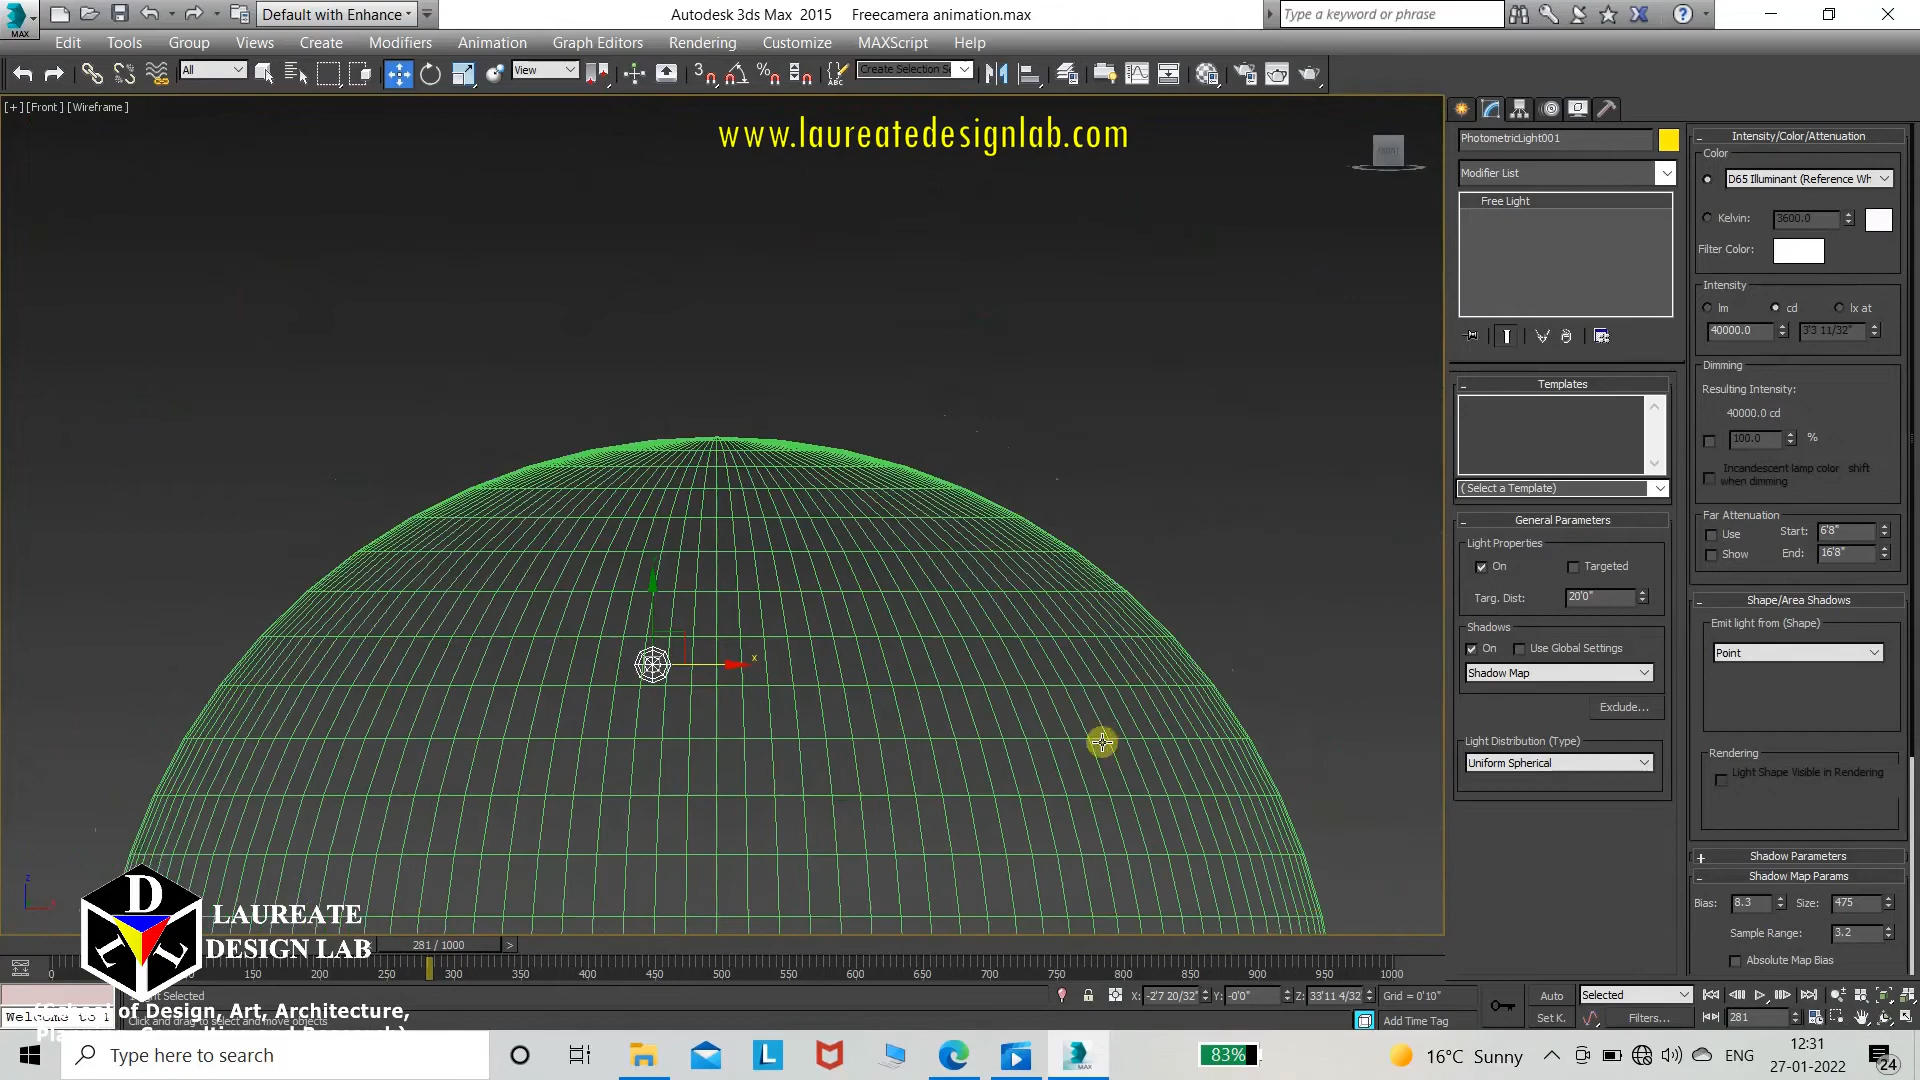 Default with Enhance
Autodesk 3ds Max 2015 Freecamera animation.max
Type a keyword or phrase
MAX
Edit Tools Group Views Create Modifiers Animation Graph Editors Rendering Customize MAXScript Help
All View Create Selection Se
[+] [Front] [Wireframe]
www.laureatedesignlab.com
FRONT
PhotometricLight001
Modifier List
Free Light
Templates
(Select a Template)
General Parameters
Light Properties
On Targeted
Targ. Dist: 20'0"
Shadows
On Use Global Settings
Shadow Map
Exclude...
Light Distribution (Type)
Uniform Spherical
Intensity/Color/Attenuation
Color
D65 Illuminant (Reference Wh
Kelvin: 3600.0
Filter Color:
Intensity
lm cd lx at
40000.0 3'3 11/32"
Dimming
Resulting Intensity:
40000.0 cd
100.0 %
Incandescent lamp color shift
when dimming
Far Attenuation
Use Start: 6'8"
Show End: 16'8"
Shape/Area Shadows
Emit light from (Shape)
Point
Rendering
Light Shape Visible in Rendering
Shadow Parameters
Shadow Map Params
Bias: 8.3 Size: 475
Sample Range: 3.2
Absolute Map Bias
x
z
D
LAUREATE
DESIGN LAB
281 / 1000 >
0 150 200 250 300 350 400 450 500 550 600 650 700 750 800 850 900 950 1000
Selected
X: -2'7 20/32" Y: -0'0" Z: 33'11 4/32" Grid = 0'10"
Auto Selected
of Design, Art, Architecture,
Welcome to
Click and drag to select and move objects
Add Time Tag
Set K. Filters... 281
Type here to search
83%
16°C Sunny
ENG
12:31
27-01-2022
24